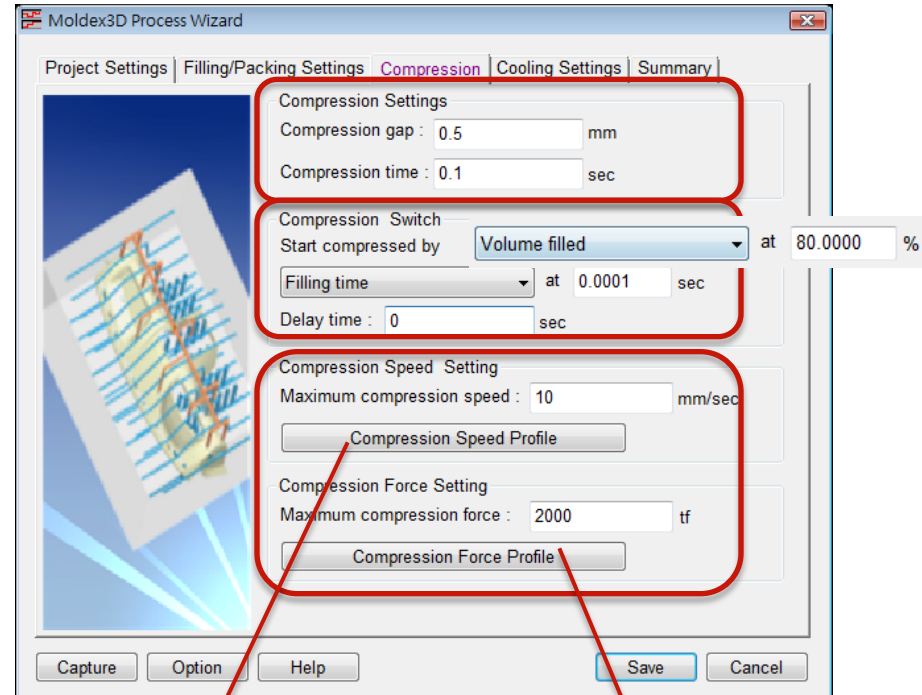 Moldex3D Process Wizard
Project Settings Filling/Packing Settings Compression Cooling Settings Summary
Compression Settings
Compression gap : 0.5 mm
Compression time : 0.1 sec
Compression Switch
Start compressed by Volume filled at 80.0000 %
Filling time at 0.0001 sec
Delay time : 0 sec
Compression Speed Setting
Maximum compression speed : 10 mm/sec
Compression Speed Profile
Compression Force Setting
Maximum compression force : 2000 tf
Compression Force Profile
Capture Option Help Save Cancel